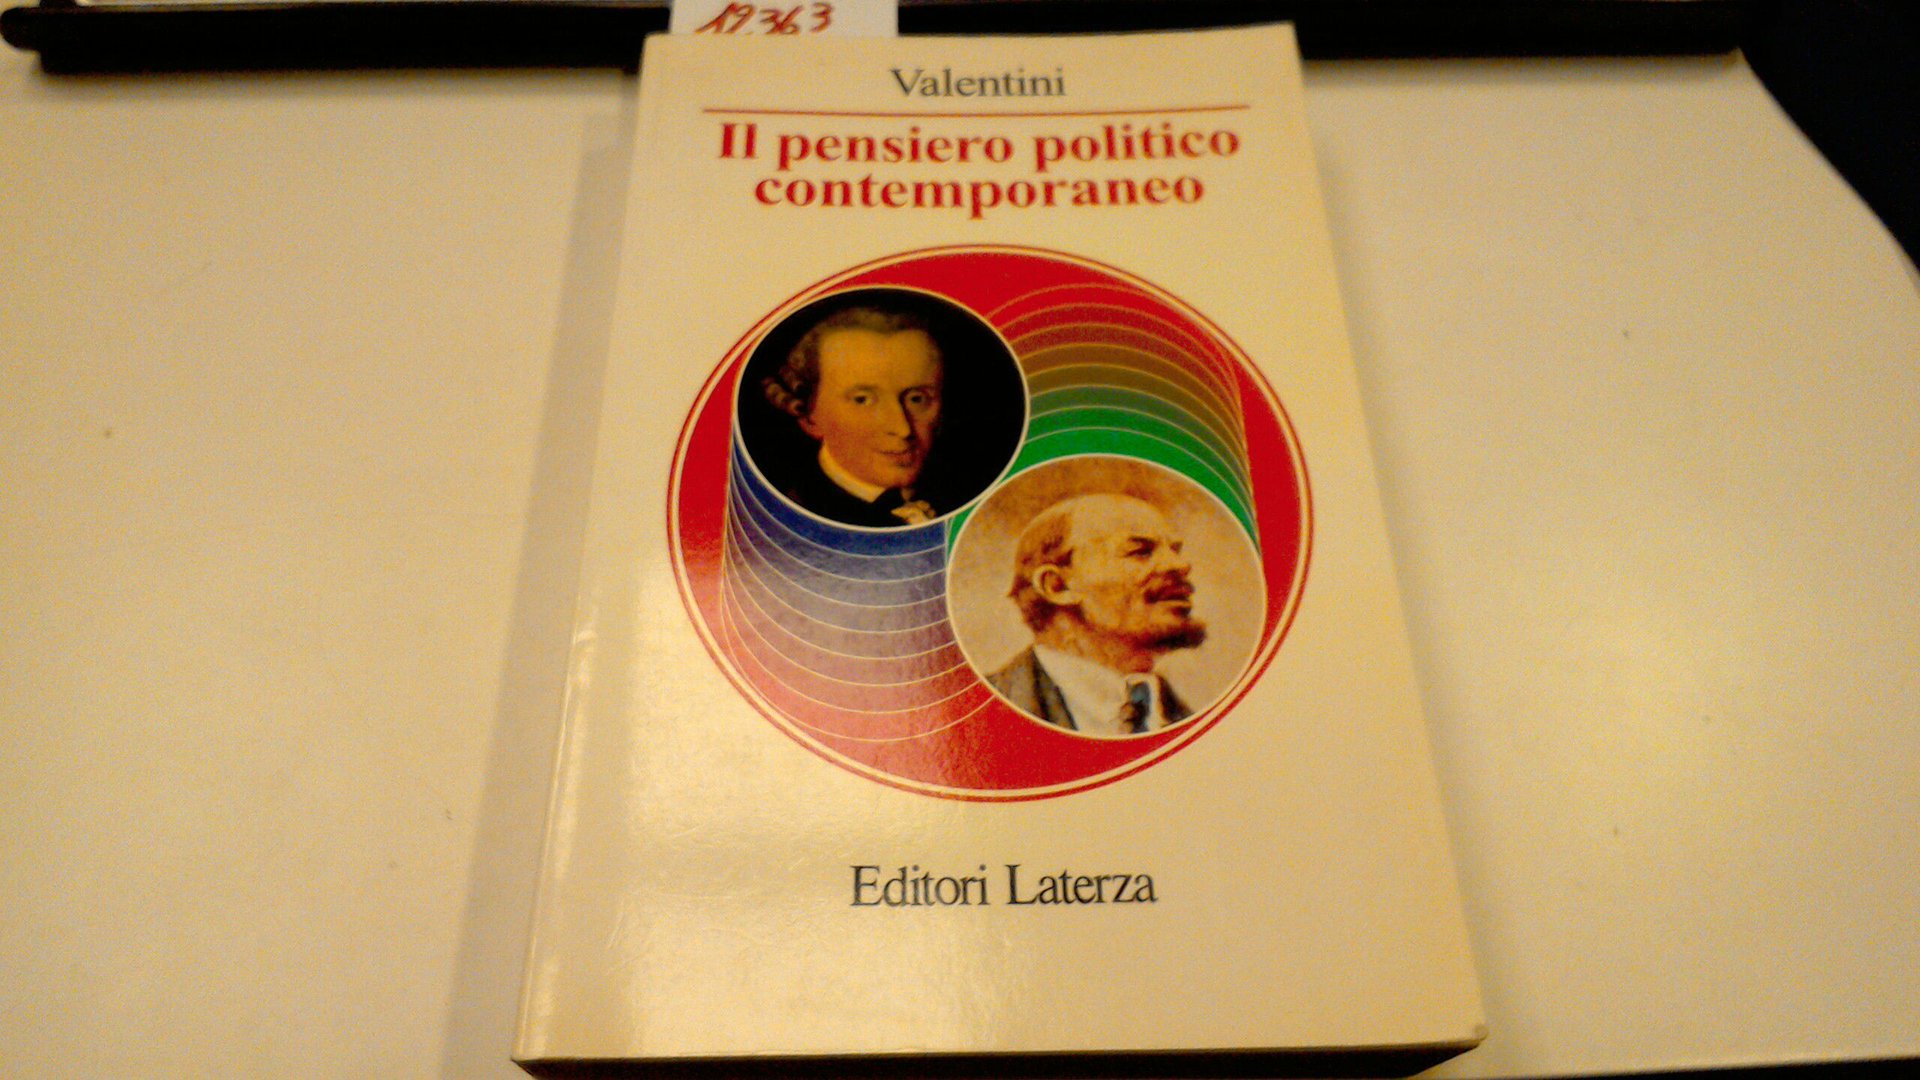 19363
Valentini
Il pensiero politico
contemporaneo
Editori Laterza